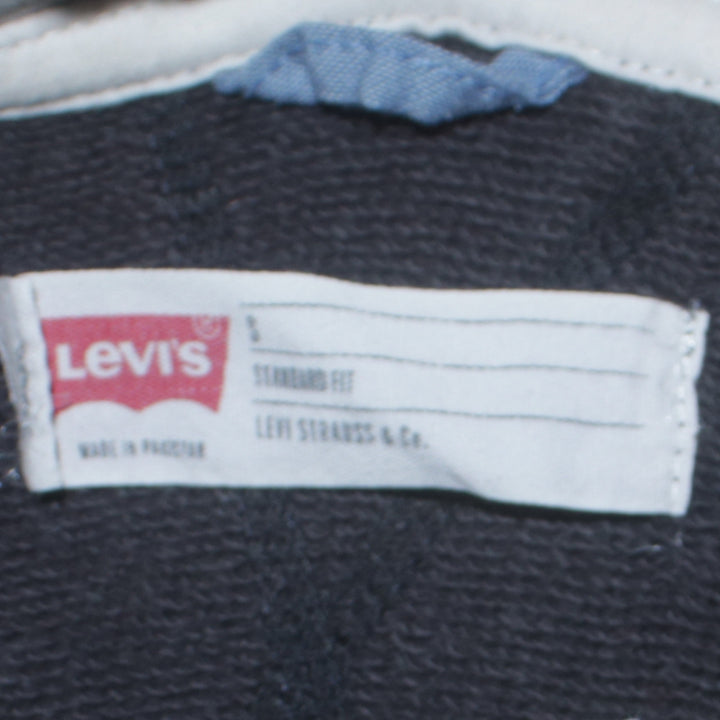 LEVI'S ®
MADE IN PAKISTAN
S
STANDARD FIT
LEVI STRAUSS & Co.